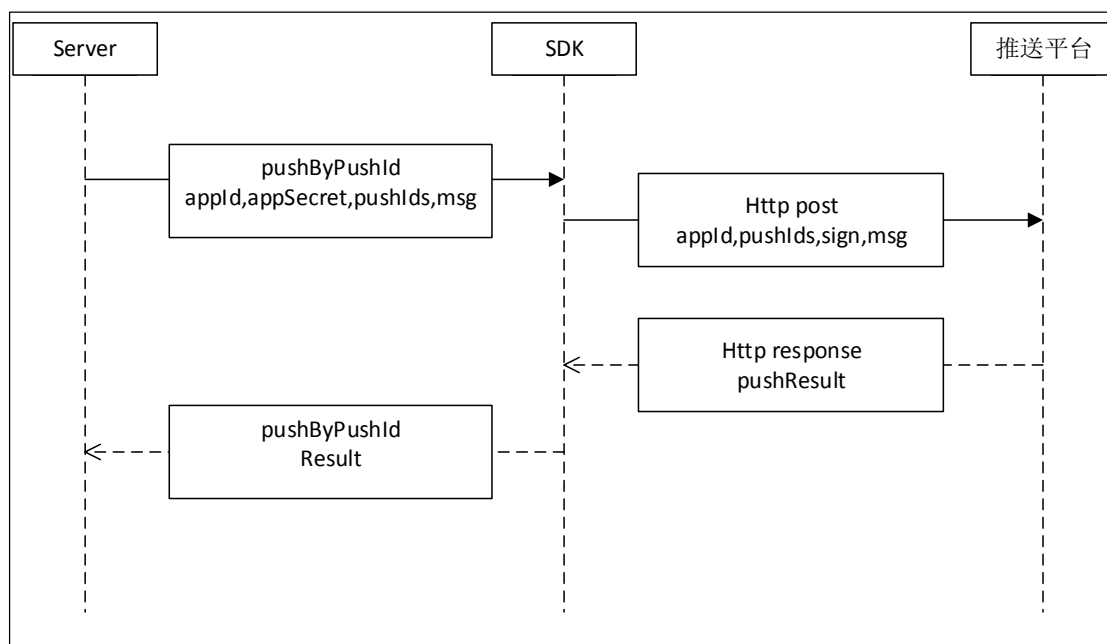 Server
SDK
推送平台
pushByPushId
appId,appSecret,pushIds,msg
Http post
appId,pushIds,sign,msg
Http response
pushResult
pushByPushId
Result